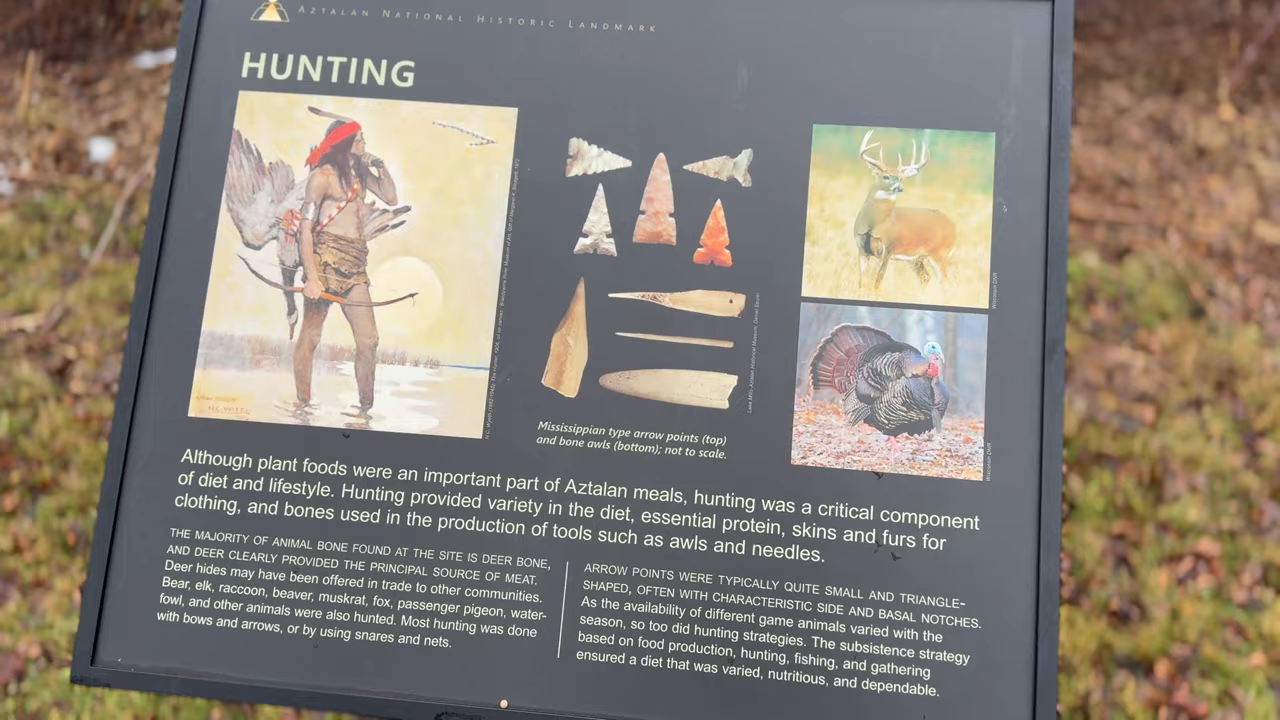 AZTALAN NATIONAL HISTORIC LANDMARK
HUNTING
Mississippian type arrow points (top)
and bone awls (bottom); not to scale.
Wisconsin DNR
Wisconsin DNR
Although plant foods were an important part of Aztalan meals, hunting was a critical component
of diet and lifestyle. Hunting provided variety in the diet, essential protein, skins and furs for
clothing, and bones used in the production of tools such as awls and needles.
THE MAJORITY OF ANIMAL BONE FOUND AT THE SITE IS DEER BONE,
AND DEER CLEARLY PROVIDED THE PRINCIPAL SOURCE OF MEAT.
Deer hides may have been offered in trade to other communities.
Bear, elk, raccoon, beaver, muskrat, fox, passenger pigeon, water-
fowl, and other animals were also hunted. Most hunting was done
with bows and arrows, or by using snares and nets.
ARROW POINTS WERE TYPICALLY QUITE SMALL AND TRIANGLE-
SHAPED, OFTEN WITH CHARACTERISTIC SIDE AND BASAL NOTCHES.
As the availability of different game animals varied with the
season, so too did hunting strategies. The subsistence strategy
based on food production, hunting, fishing, and gathering
ensured a diet that was varied, nutritious, and dependable.